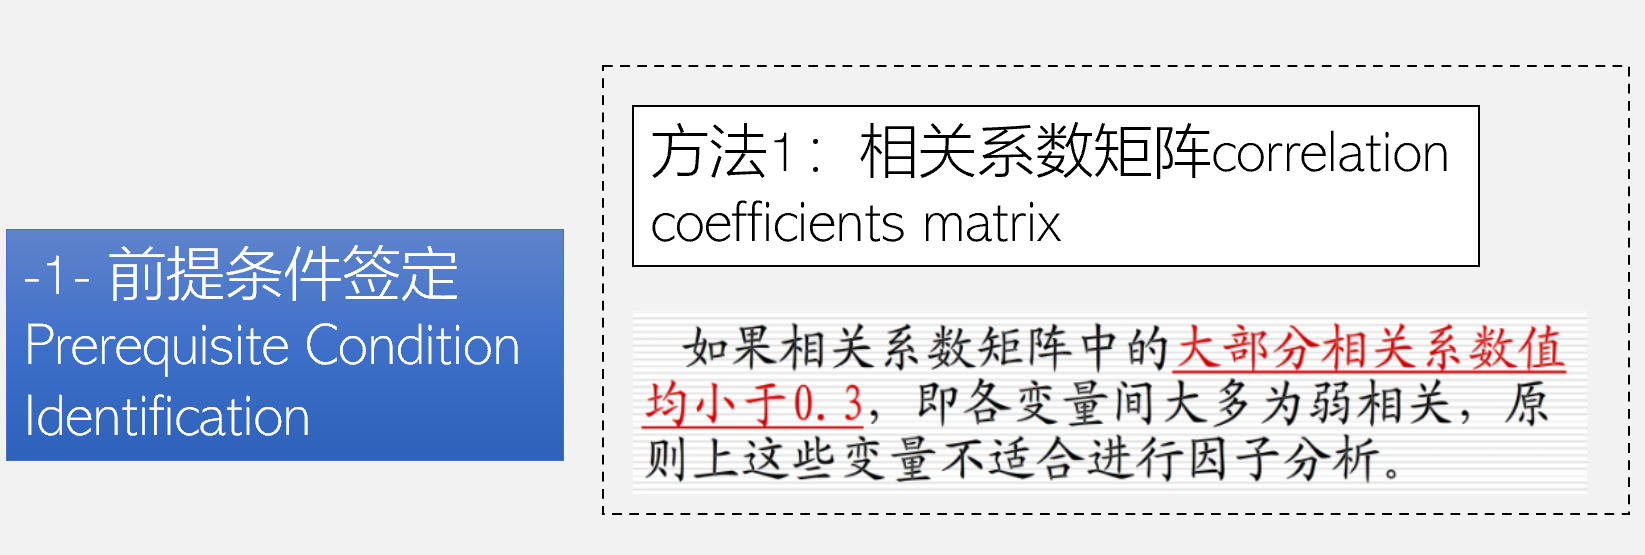 -1- 前提条件签定
Prerequisite Condition
Identification
方法1：相关系数矩阵correlation
coefficients matrix
如果相关系数矩阵中的大部分相关系数值
均小于0.3，即各变量间大多为弱相关，原
则上这些变量不适合进行因子分析。